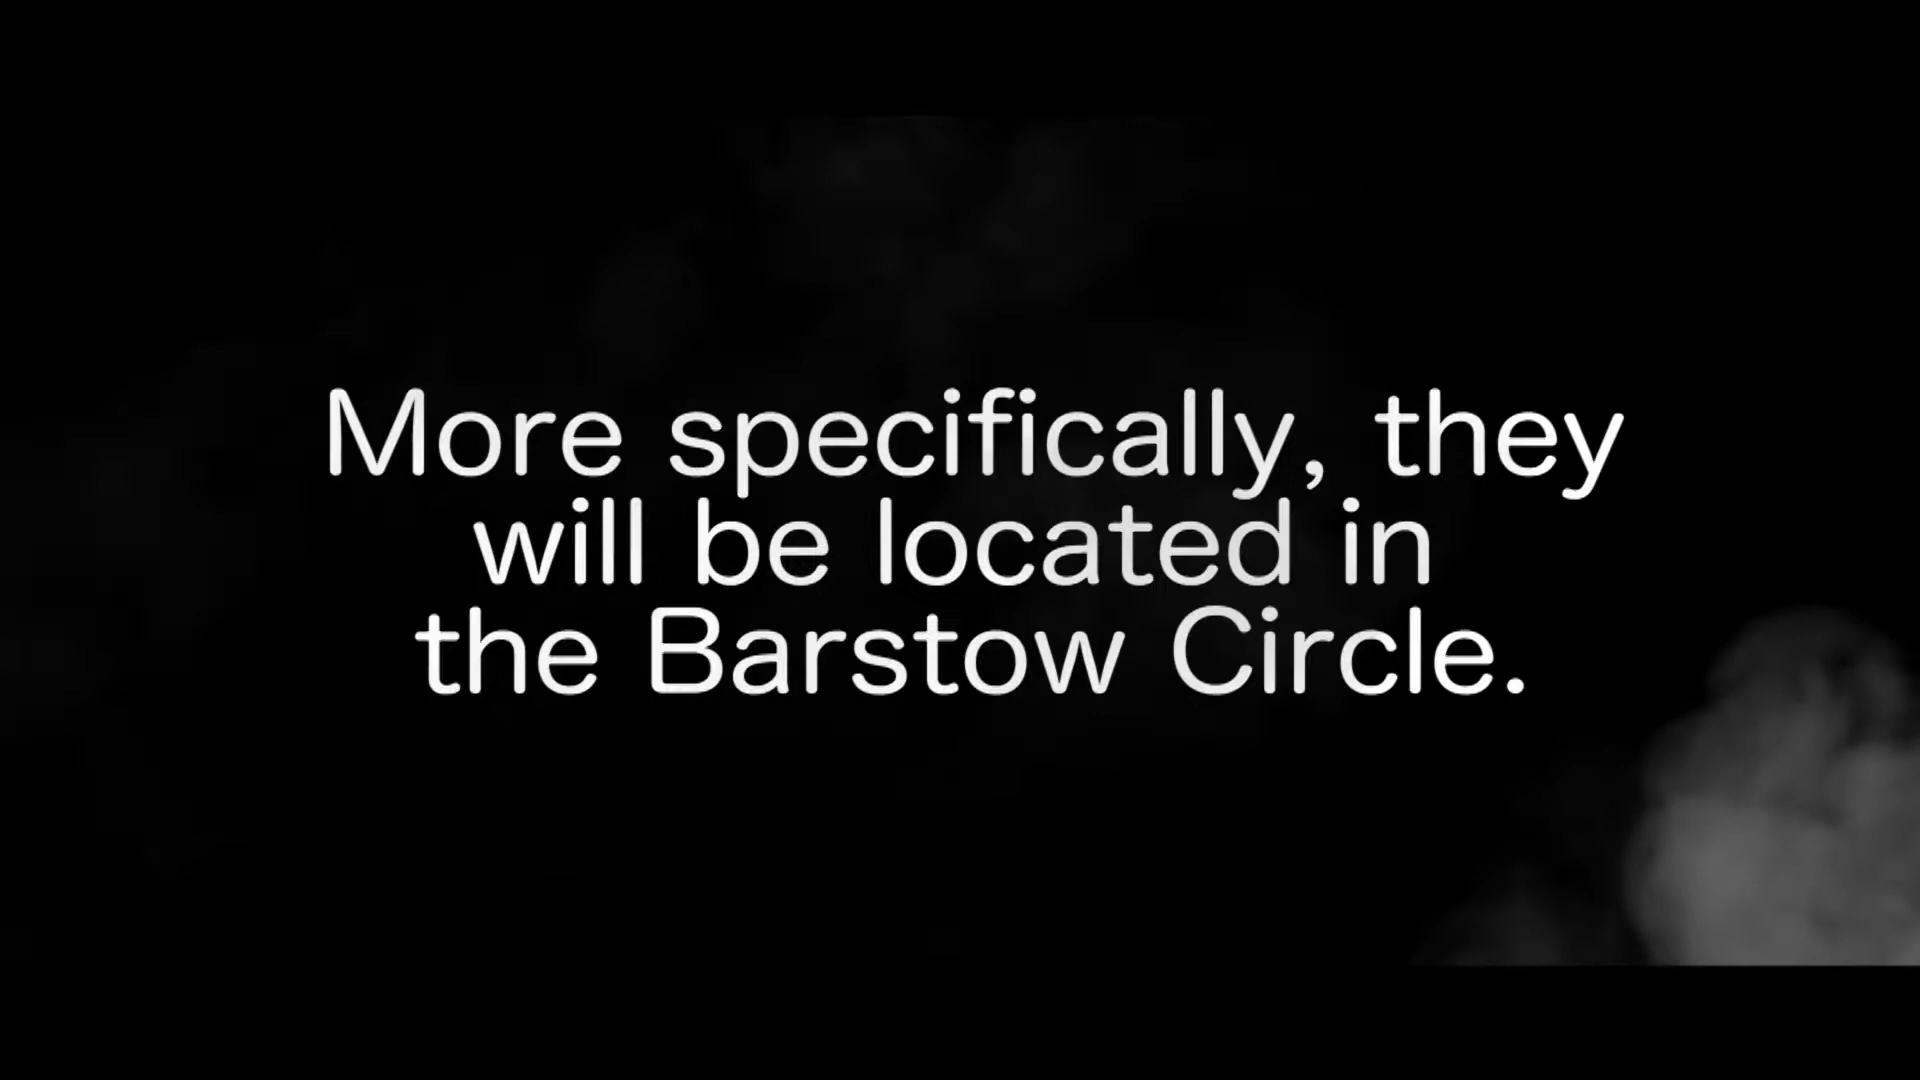 More specifically, they
will be located in
the Barstow Circle.